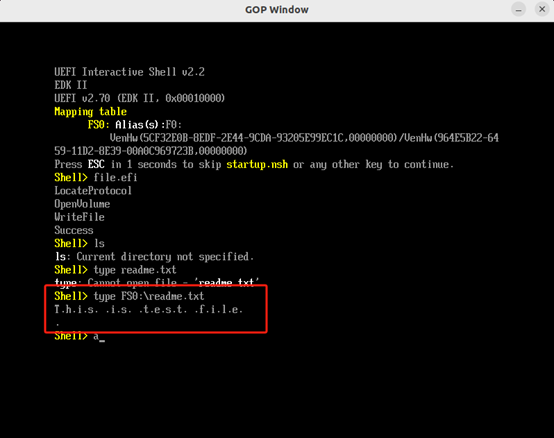 GOP Window
UEFI Interactive Shell v2.2
EDK II
UEFI v2.70 (EDK II, 0x00010000)
Mapping table
FS0: Alias(s):F0:
VenHw(5CF32E0B-8EDF-2E44-9CDA-93205E99EC1C,00000000)/VenHw(964E5B22-64
59-11D2-8E39-00A0C969723B,00000000)
Press ESC in 1 seconds to skip startup.nsh or any other key to continue.
Shell> file.efi
LocateProtocol
OpenVolume
WriteFile
Success
Shell> ls
ls: Current directory not specified.
Shell> type readme.txt
type: Cannot open file - 'readme.txt'
Shell> type FS0:\readme.txt
T.h.i.s. .i.s. .t.e.s.t. .f.i.l.e.
.
Shell> a_